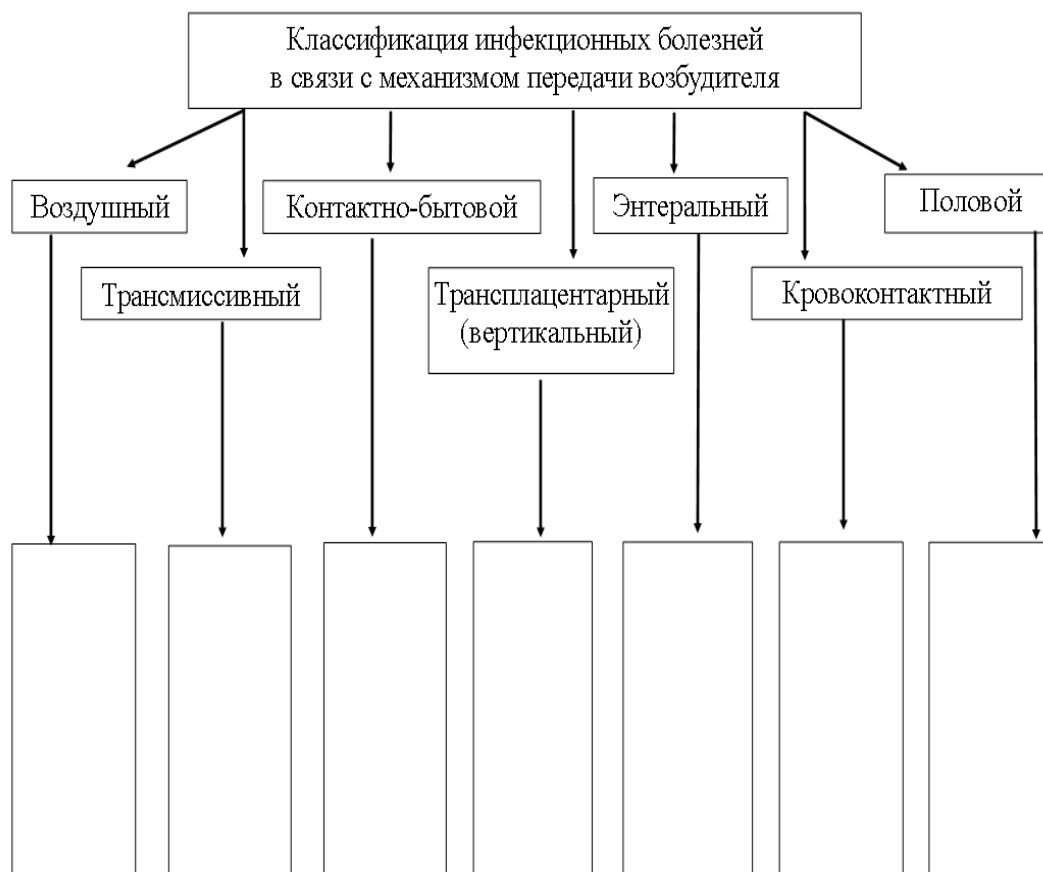 Классификация инфекционных болезней
в связи с механизмом передачи возбудителя
Воздушный
Контактно-бытовой
Энтеральный
Половой
Трансмиссивный
Трансплацентарный
(вертикальный)
Кровоконтактный